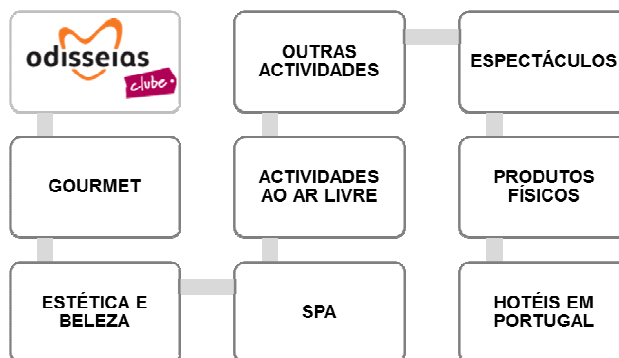 odisseias
clube
GOURMET
ESTÉTICA E
BELEZA
SPA
ACTIVIDADES
AO AR LIVRE
OUTRAS
ACTIVIDADES
ESPECTÁCULOS
PRODUTOS
FÍSICOS
HOTÉIS EM
PORTUGAL